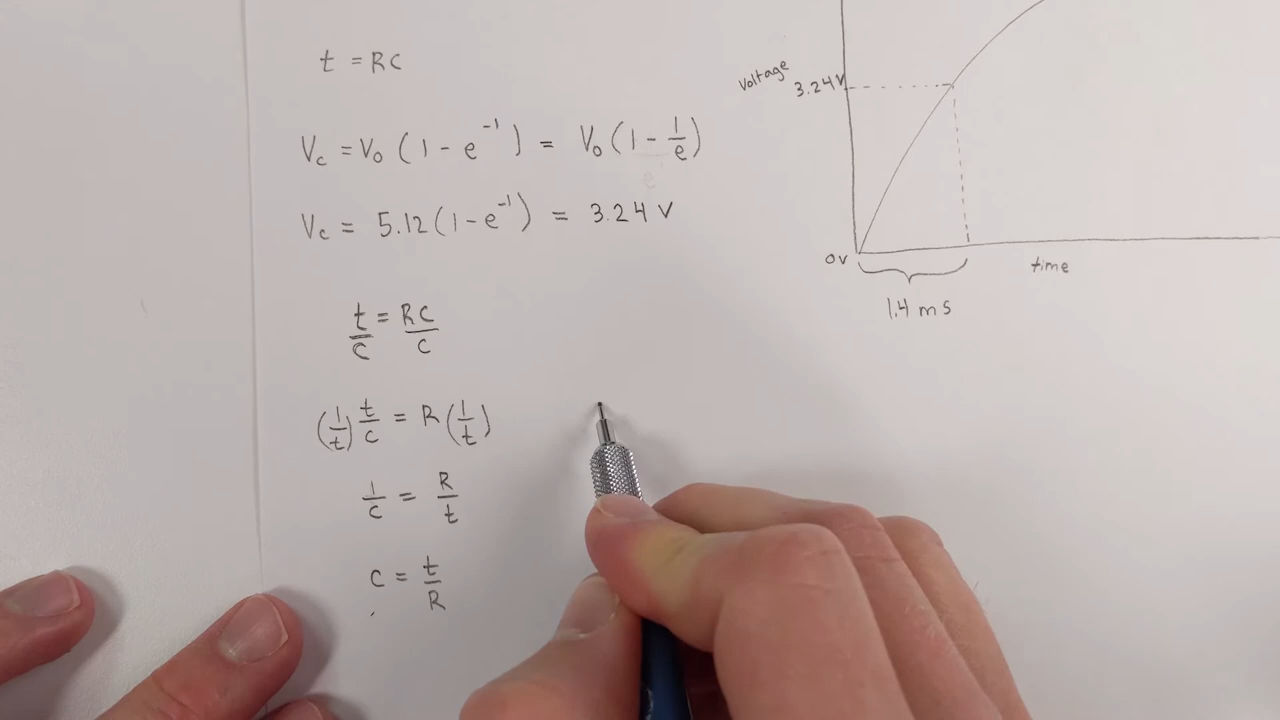 t = RC
Vc = V₀ (1 - e⁻¹) = V₀ (1 - 1/e)
Vc = 5.12 (1 - e⁻¹) = 3.24 V
t/C = RC/C
(1/t) t/C = R (1/t)
1/C = R/t
C = t/R
Voltage
3.24V
0V
time
1.4 ms